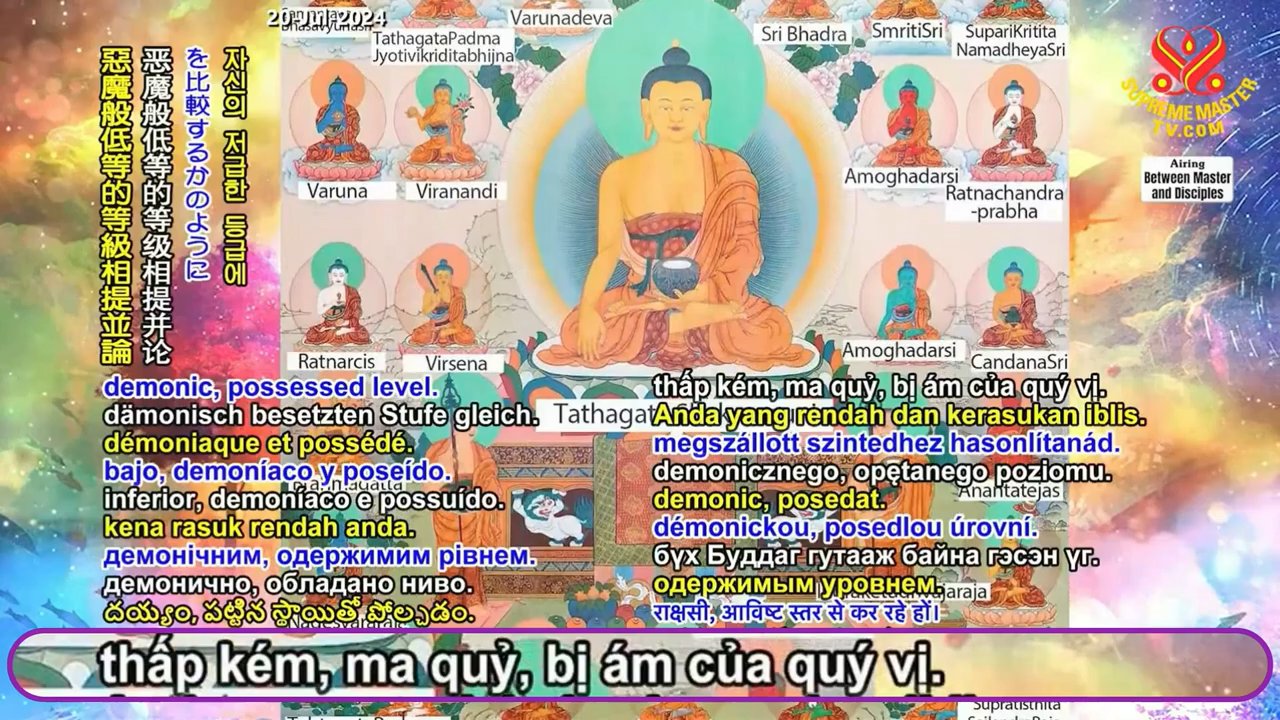 20 Jul 2024
Varunadeva
TathagataPadma
Jyotivikriditabhijna
Sri Bhadra
SmritiSri
SupariKritita
NamadheyaSri
SUPREME MASTER
TV.COM
Airing
Between Master
and Disciples
자신의 저급한 등급에
を比較するかのように
恶魔般低等的等级相提并论
惡魔般低等的等級相提並論
Varuna
Viranandi
Amoghadarsi
Ratnachandra
-prabha
Ratnarcis
Virsena
Amoghadarsi
CandanaSri
demonic, possessed level.
dämonisch besetzten Stufe gleich.
démoniaque et possédé.
bajo, demoníaco y poseído.
inferior, demoníaco e possuído.
kena rasuk rendah anda.
демонічним, одержимим рівнем.
демонично, обладано ниво.
దయ్యం, పట్టిన స్థాయితో పోల్చడం.
thấp kém, ma quỷ, bị ám của quý vị.
Anda yang rendah dan kerasukan iblis.
megszállott szintedhez hasonlítanád.
demonicznego, opętanego poziomu.
demonic, posedat.
démonickou, posedlou úrovní.
бүх Буддаг гутааж байна гэсэн үг.
одержимым уровнем.
राक्षसी, आविष्ट स्तर से कर रहे हों।
Tathagat
Anantatejas
thấp kém, ma quỷ, bị ám của quý vị.